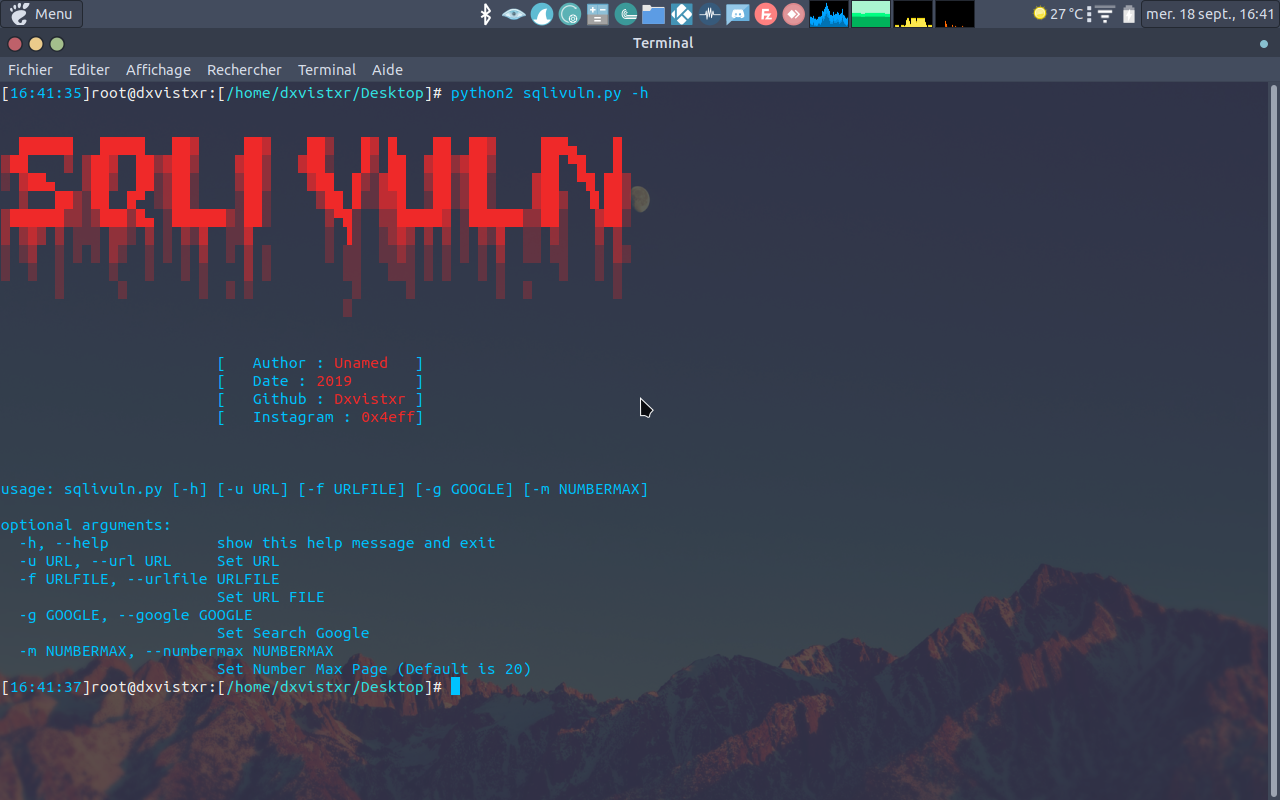 Menu
27 °C
mer. 18 sept., 16:41
Terminal
Fichier Editer Affichage Rechercher Terminal Aide
[16:41:35]root@dxvistxr:[/home/dxvistxr/Desktop]# python2 sqlivuln.py -h
SQLI VULN
[   Author : Unamed   ]
[   Date : 2019       ]
[   Github : Dxvistxr ]
[   Instagram : 0x4eff]
usage: sqlivuln.py [-h] [-u URL] [-f URLFILE] [-g GOOGLE] [-m NUMBERMAX]
optional arguments:
  -h, --help            show this help message and exit
  -u URL, --url URL     Set URL
  -f URLFILE, --urlfile URLFILE
                        Set URL FILE
  -g GOOGLE, --google GOOGLE
                        Set Search Google
  -m NUMBERMAX, --numbermax NUMBERMAX
                        Set Number Max Page (Default is 20)
[16:41:37]root@dxvistxr:[/home/dxvistxr/Desktop]#